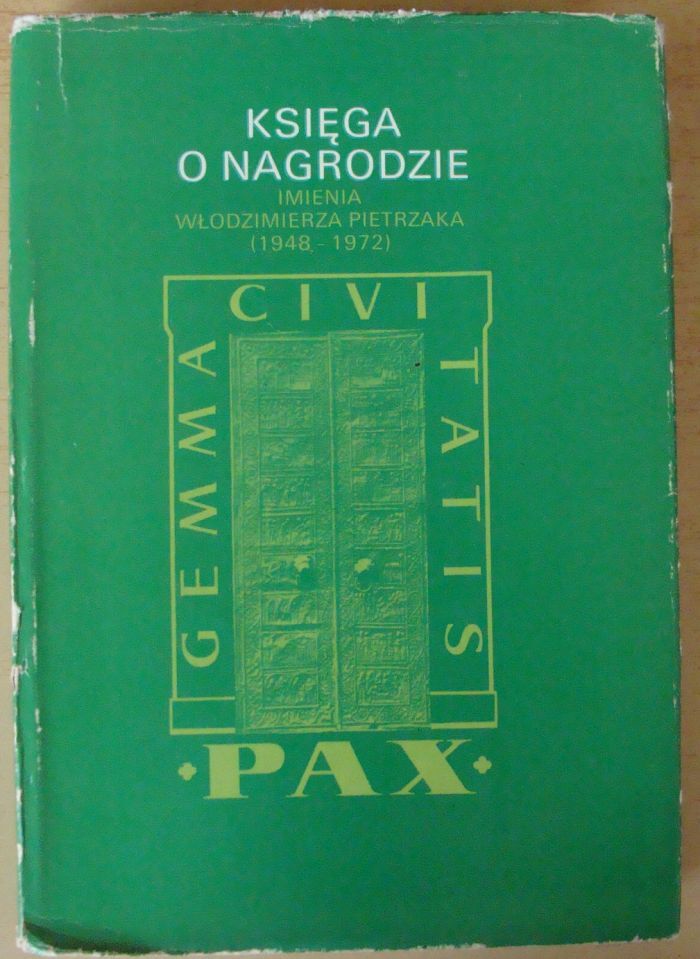 KSIĘGA
O NAGRODZIE
IMIENIA
WŁODZIMIERZA PIETRZAKA
(1948 - 1972)
GEMMA
CIVI
TATIS
PAX